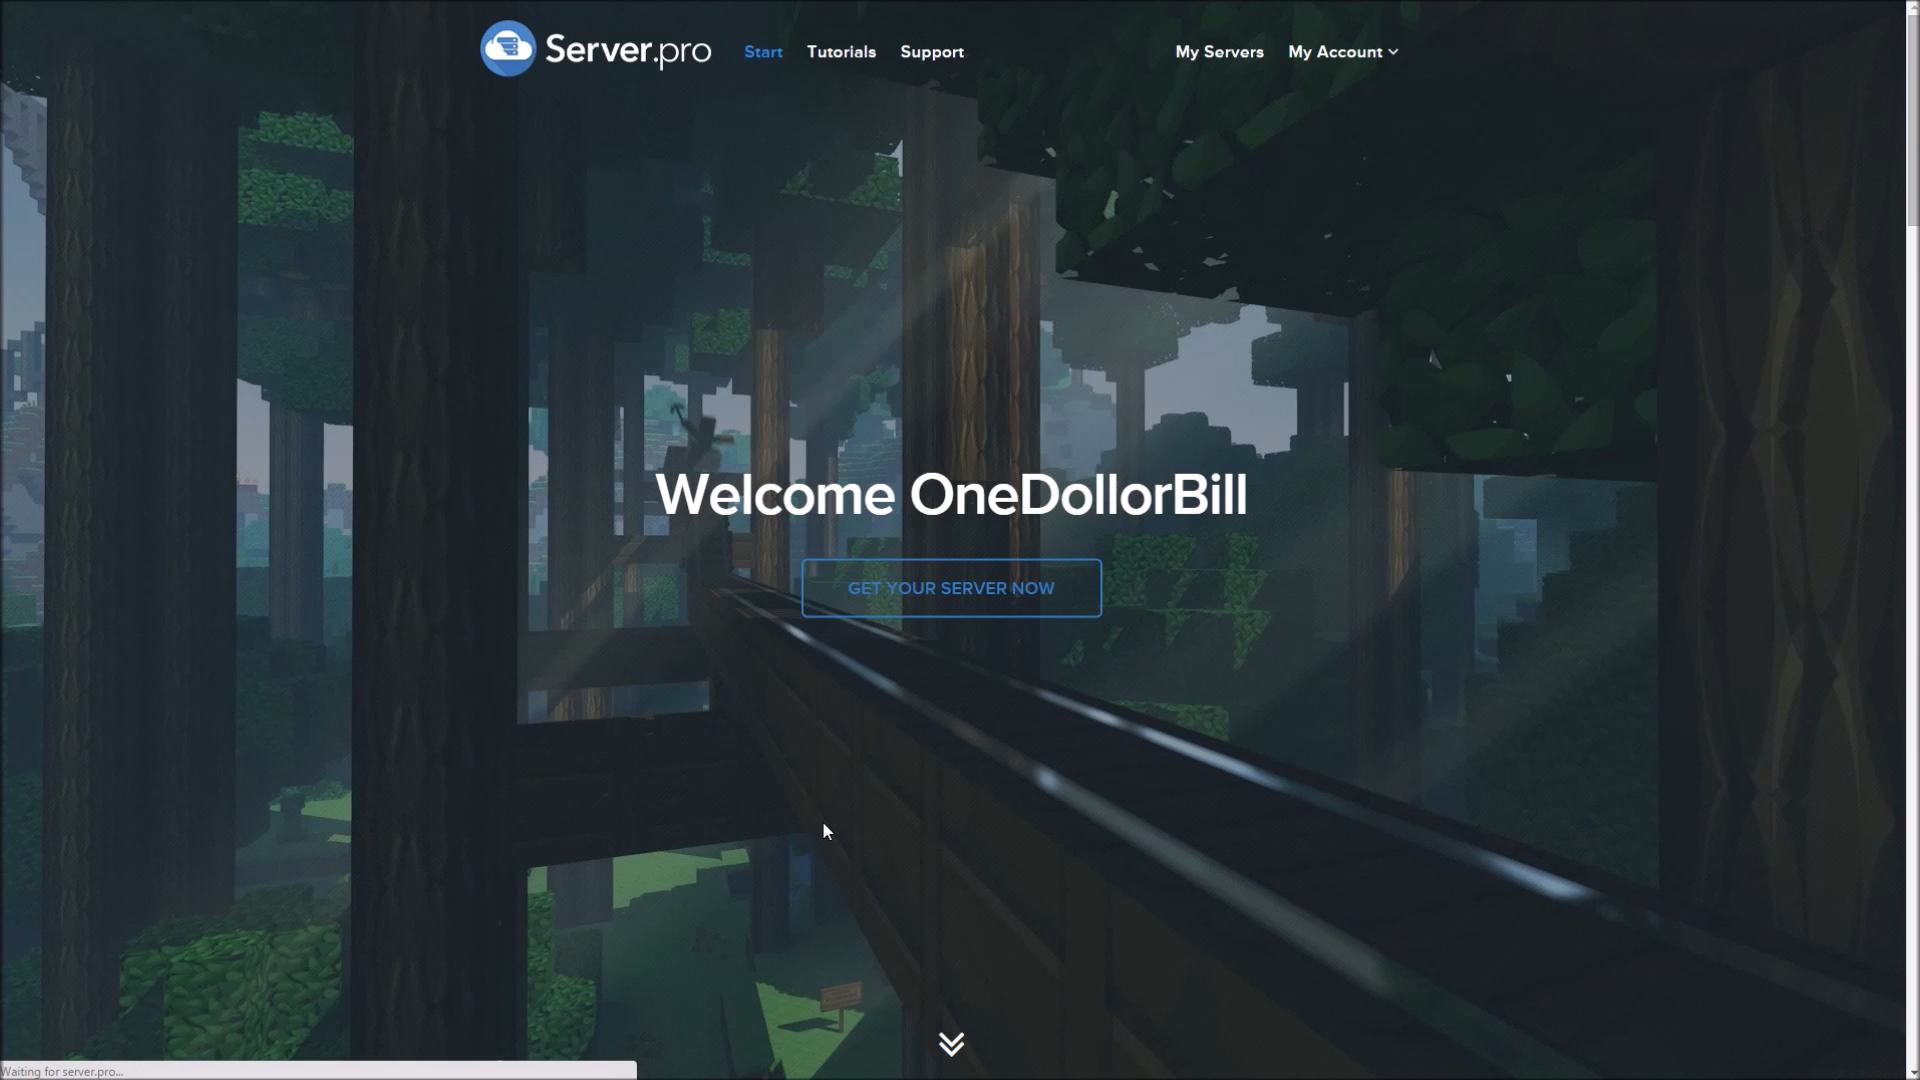 Server.pro
Start Tutorials Support My Servers My Account
Welcome OneDollorBill
GET YOUR SERVER NOW
Waiting for server.pro...